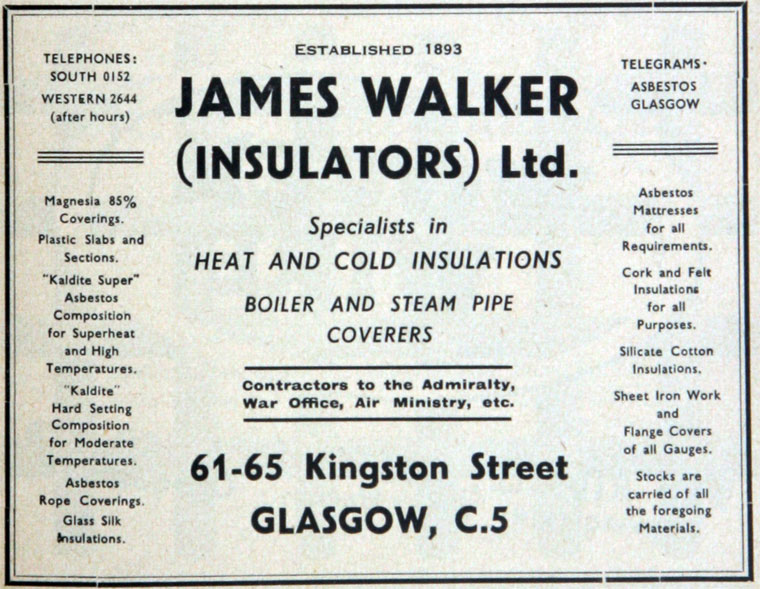 TELEPHONES:
SOUTH 0152
WESTERN 2644
(after hours)
Magnesia 85%
Coverings.
Plastic Slabs and
Sections.
"Kaldite Super"
Asbestos
Composition
for Superheat
and High
Temperatures.
"Kaldite"
Hard Setting
Composition
for Moderate
Temperatures.
Asbestos
Rope Coverings.
Glass Silk
Insulations.
ESTABLISHED 1893
JAMES WALKER
(INSULATORS) Ltd.
Specialists in
HEAT AND COLD INSULATIONS
BOILER AND STEAM PIPE
COVERERS
Contractors to the Admiralty,
War Office, Air Ministry, etc.
61-65 Kingston Street
GLASGOW, C.5
TELEGRAMS·
ASBESTOS
GLASGOW
Asbestos
Mattresses
for all
Requirements.
Cork and Felt
Insulations
for all
Purposes.
Silicate Cotton
Insulations.
Sheet Iron Work
and
Flange Covers
of all Gauges.
Stocks are
carried of all
the foregoing
Materials.